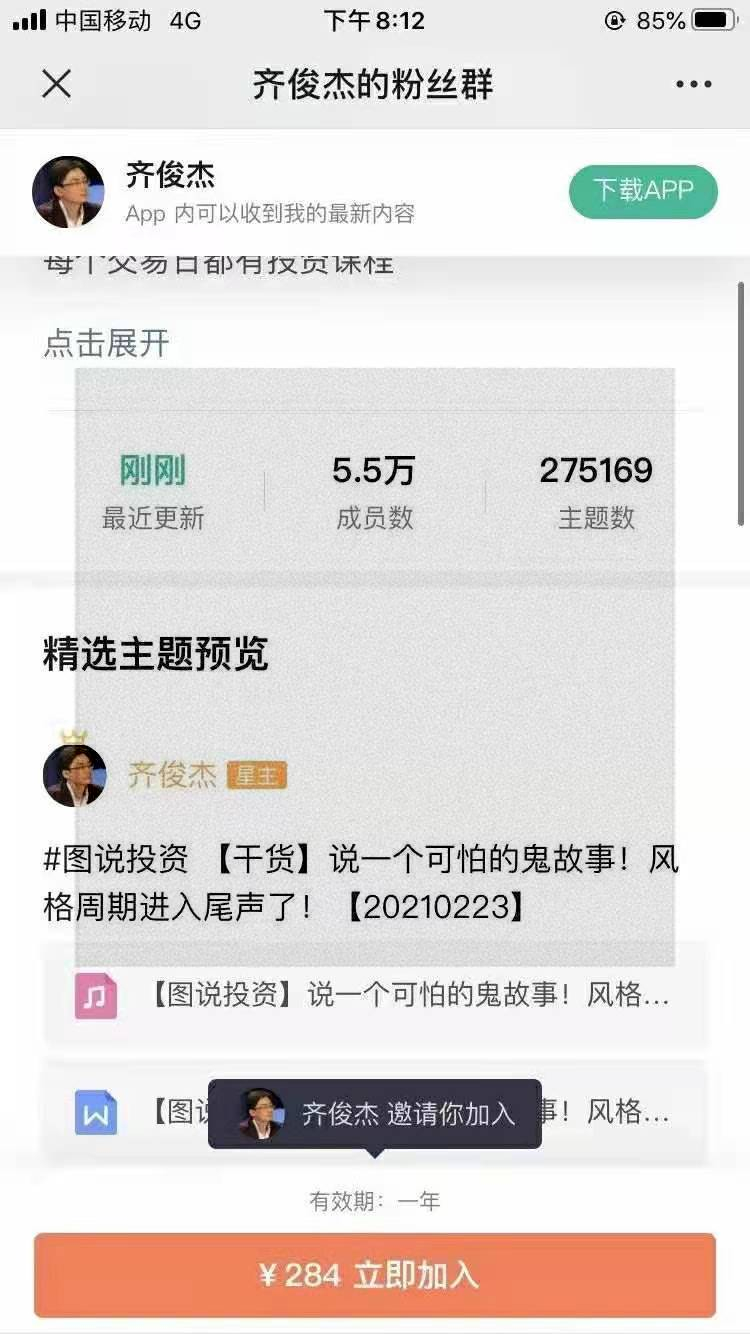 中国移动 4G 下午8:12 85%
齐俊杰的粉丝群
齐俊杰
App 内可以收到我的最新内容
下载APP
每个交易日都有投资课程
点击展开
刚刚 5.5万 275169
最近更新 成员数 主题数
精选主题预览
齐俊杰 星主
#图说投资 【干货】说一个可怕的鬼故事！风
格周期进入尾声了！【20210223】
【图说投资】说一个可怕的鬼故事！风格...
【图说 事！风格...
齐俊杰 邀请你加入
有效期：一年
¥284 立即加入